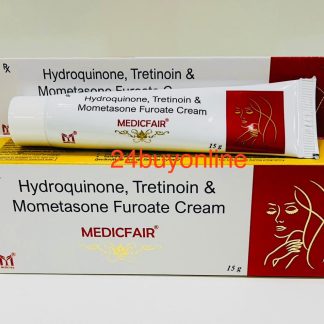 Rx
Hydroquinone, Tretinoin &
Mometasone Furoate Cream
Hydroquinone, Tretinoin &
Mometasone Furoate Cream
MEDICFAIR®
15 g
24buyonline
Hydroquinone, Tretinoin &
Mometasone Furoate Cream
MEDICFAIR®
15 g